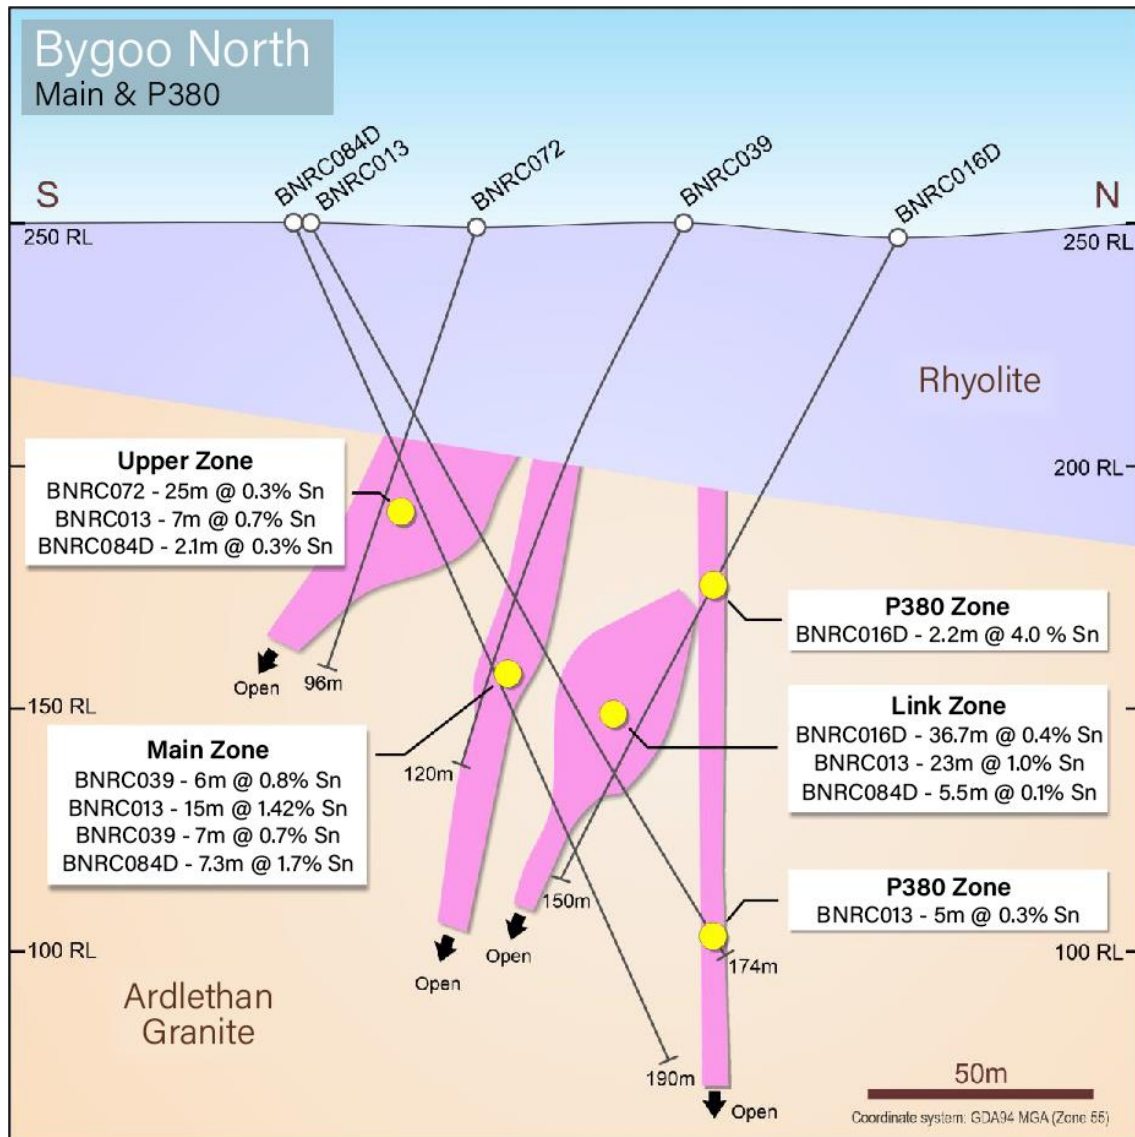 Bygoo North
Main & P380
BNRC084D
BNRC013
BNRC072
BNRC039
BNRC016D
S
N
250 RL
250 RL
Rhyolite
Upper Zone
BNRC072 - 25m @ 0.3% Sn
BNRC013 - 7m @ 0.7% Sn
BNRC084D - 2.1m @ 0.3% Sn
200 RL
P380 Zone
BNRC016D - 2.2m @ 4.0 % Sn
Open
96m
150 RL
Link Zone
BNRC016D - 36.7m @ 0.4% Sn
BNRC013 - 23m @ 1.0% Sn
BNRC084D - 5.5m @ 0.1% Sn
Main Zone
BNRC039 - 6m @ 0.8% Sn
BNRC013 - 15m @ 1.42% Sn
BNRC039 - 7m @ 0.7% Sn
BNRC084D - 7.3m @ 1.7% Sn
120m
150m
P380 Zone
BNRC013 - 5m @ 0.3% Sn
100 RL
Open
Open
174m
100 RL
Ardlethan
Granite
190m
Open
50m
Coordinate system: GDA94 MGA (Zone 55)